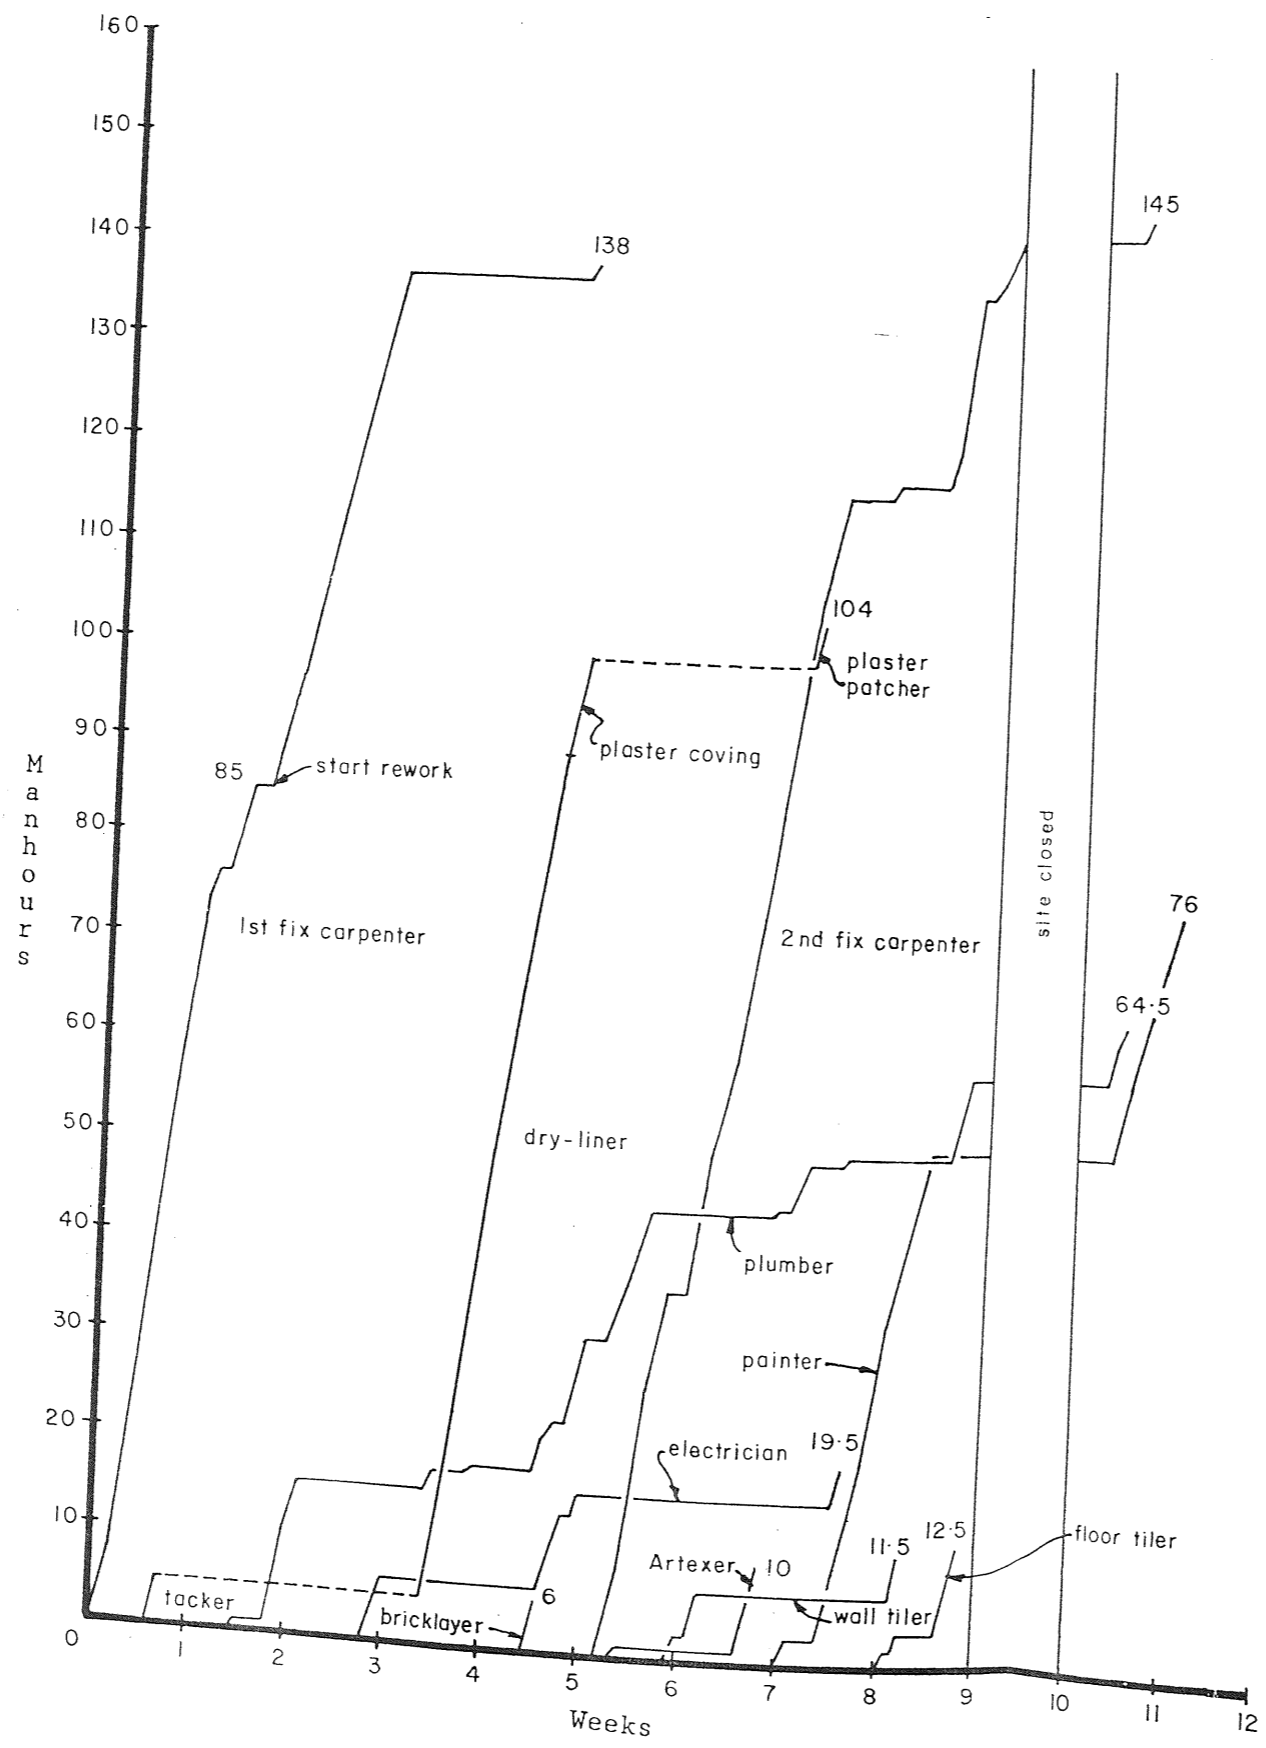 160
150
145
140
138
130
120
110
104
100
plaster
patcher
90
plaster coving
Manhours
85
start rework
80
site closed
76
70
1st fix carpenter
2nd fix carpenter
64·5
60
50
dry-liner
40
plumber
30
painter
20
electrician
19·5
10
Artexer
10
11·5
12·5
floor tiler
tacker
6
bricklayer
wall tiler
0
1
2
3
4
5
6
7
8
9
10
11
12
Weeks